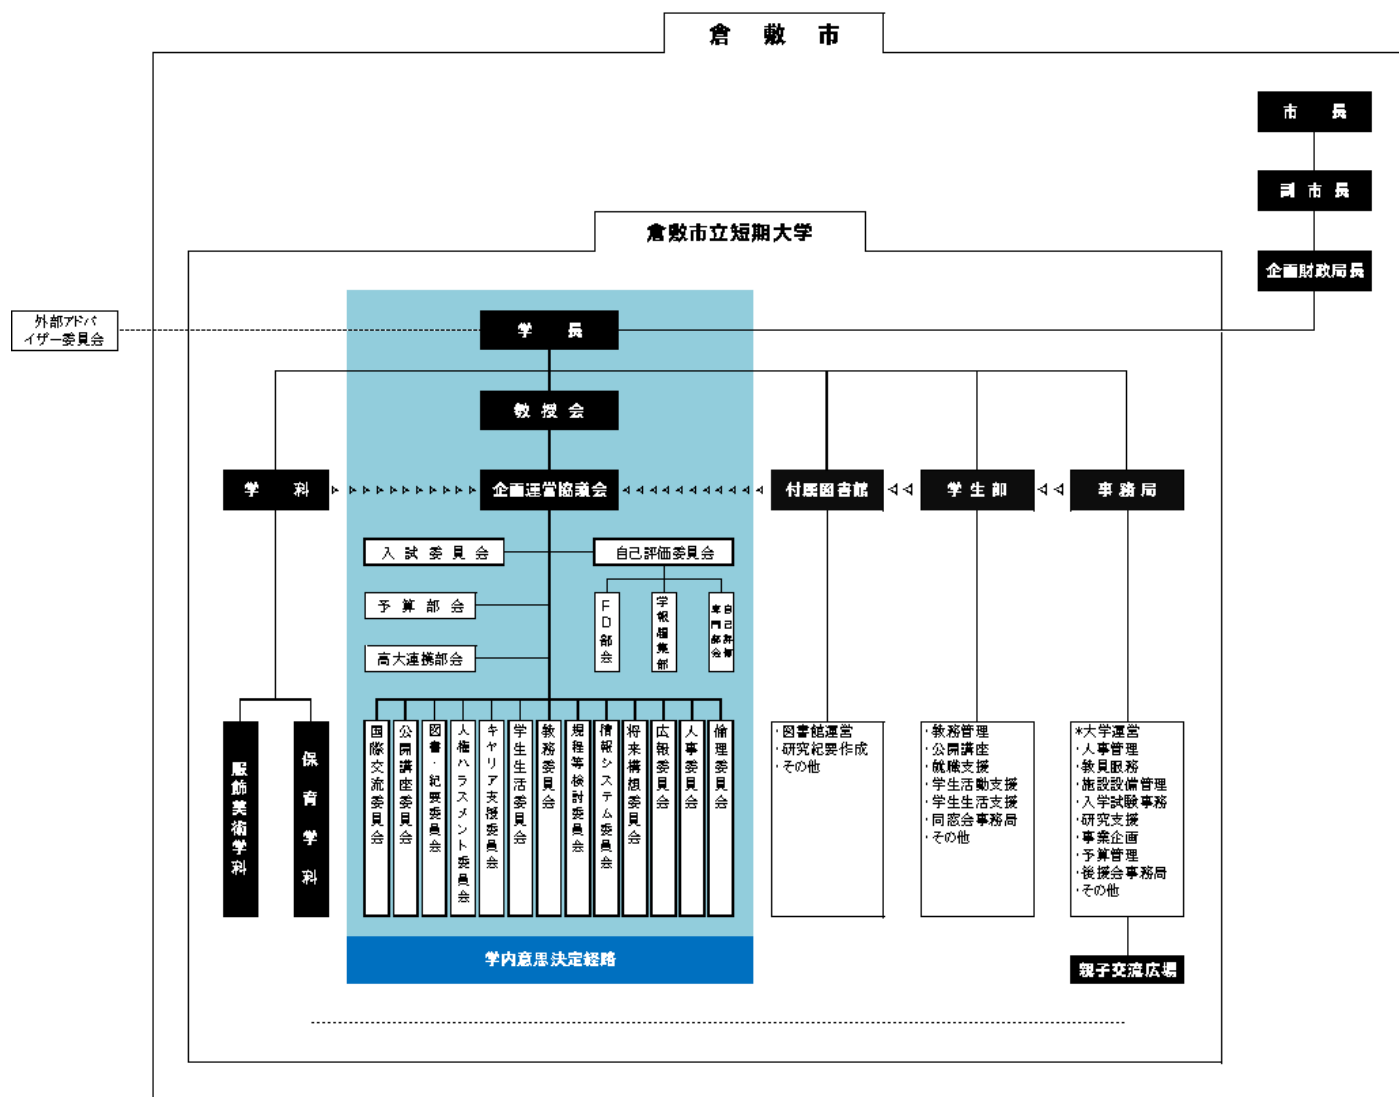 倉敷市
市長
副市長
企画財政局長
倉敷市立短期大学
外部アドバ
イザー委員会
学長
教授会
学科
企画運営協議会
付属図書館
学生部
事務局
入試委員会
自己評価委員会
予算部会
高大連携部会
FD部会
学報編集部
自己評価
専門部会
服飾美術学科
保育学科
国際交流委員会
公開講座委員会
図書・紀要委員会
人権ハラスメント委員会
キャリア支援委員会
学生生活委員会
教務委員会
規程等検討委員会
情報システム委員会
将来構想委員会
広報委員会
人事委員会
倫理委員会
・図書館運営
・研究紀要作成
・その他
・教務管理
・公開講座
・就職支援
・学生活動支援
・学生生活支援
・同窓会事務局
・その他
*大学運営
・人事管理
・教員服務
・施設設備管理
・入学試験事務
・研究支援
・事業企画
・予算管理
・後援会事務局
・その他
学内意思決定経路
親子交流広場